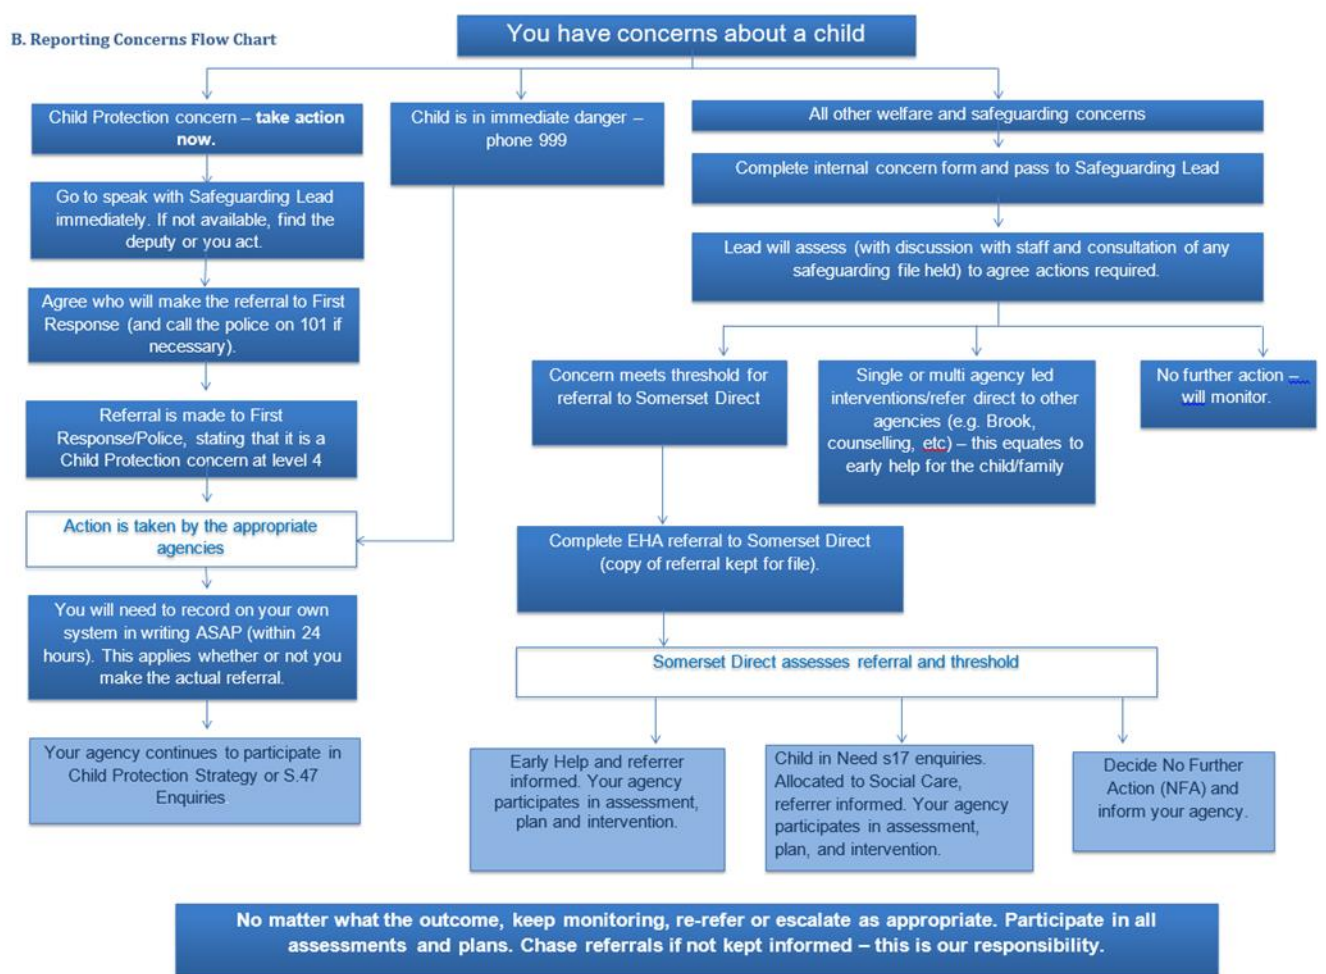 B. Reporting Concerns Flow Chart
You have concerns about a child
Child Protection concern – take action
now.
Child is in immediate danger –
phone 999
All other welfare and safeguarding concerns
Go to speak with Safeguarding Lead
immediately. If not available, find the
deputy or you act.
Complete internal concern form and pass to Safeguarding Lead
Lead will assess (with discussion with staff and consultation of any
safeguarding file held) to agree actions required.
Agree who will make the referral to First
Response (and call the police on 101 if
necessary).
Referral is made to First
Response/Police, stating that it is a
Child Protection concern at level 4
Concern meets threshold for
referral to Somerset Direct
Single or multi agency led
interventions/refer direct to other
agencies (e.g. Brook,
counselling, etc) – this equates to
early help for the child/family
No further action –
will monitor.
Action is taken by the appropriate
agencies
Complete EHA referral to Somerset Direct
(copy of referral kept for file).
You will need to record on your own
system in writing ASAP (within 24
hours). This applies whether or not you
make the actual referral.
Somerset Direct assesses referral and threshold
Your agency continues to participate in
Child Protection Strategy or S.47
Enquiries.
Early Help and referrer
informed. Your agency
participates in assessment,
plan and intervention.
Child in Need s17 enquiries.
Allocated to Social Care,
referrer informed. Your agency
participates in assessment,
plan, and intervention.
Decide No Further
Action (NFA) and
inform your agency.
No matter what the outcome, keep monitoring, re-refer or escalate as appropriate. Participate in all
assessments and plans. Chase referrals if not kept informed – this is our responsibility.